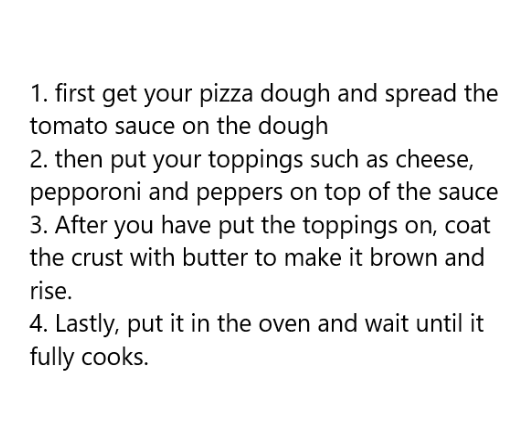 1. first get your pizza dough and spread the
tomato sauce on the dough
2. then put your toppings such as cheese,
pepporoni and peppers on top of the sauce
3. After you have put the toppings on, coat
the crust with butter to make it brown and
rise.
4. Lastly, put it in the oven and wait until it
fully cooks.